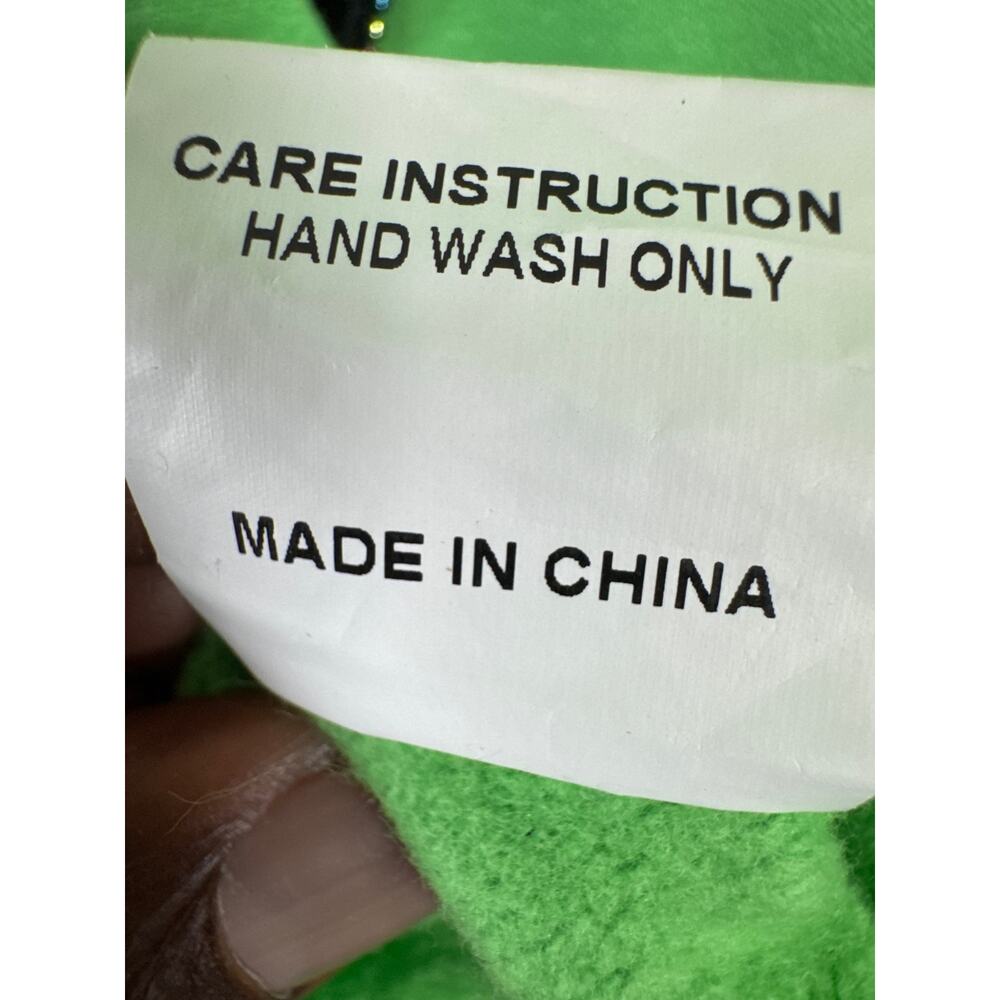 CARE INSTRUCTION
HAND WASH ONLY
MADE IN CHINA